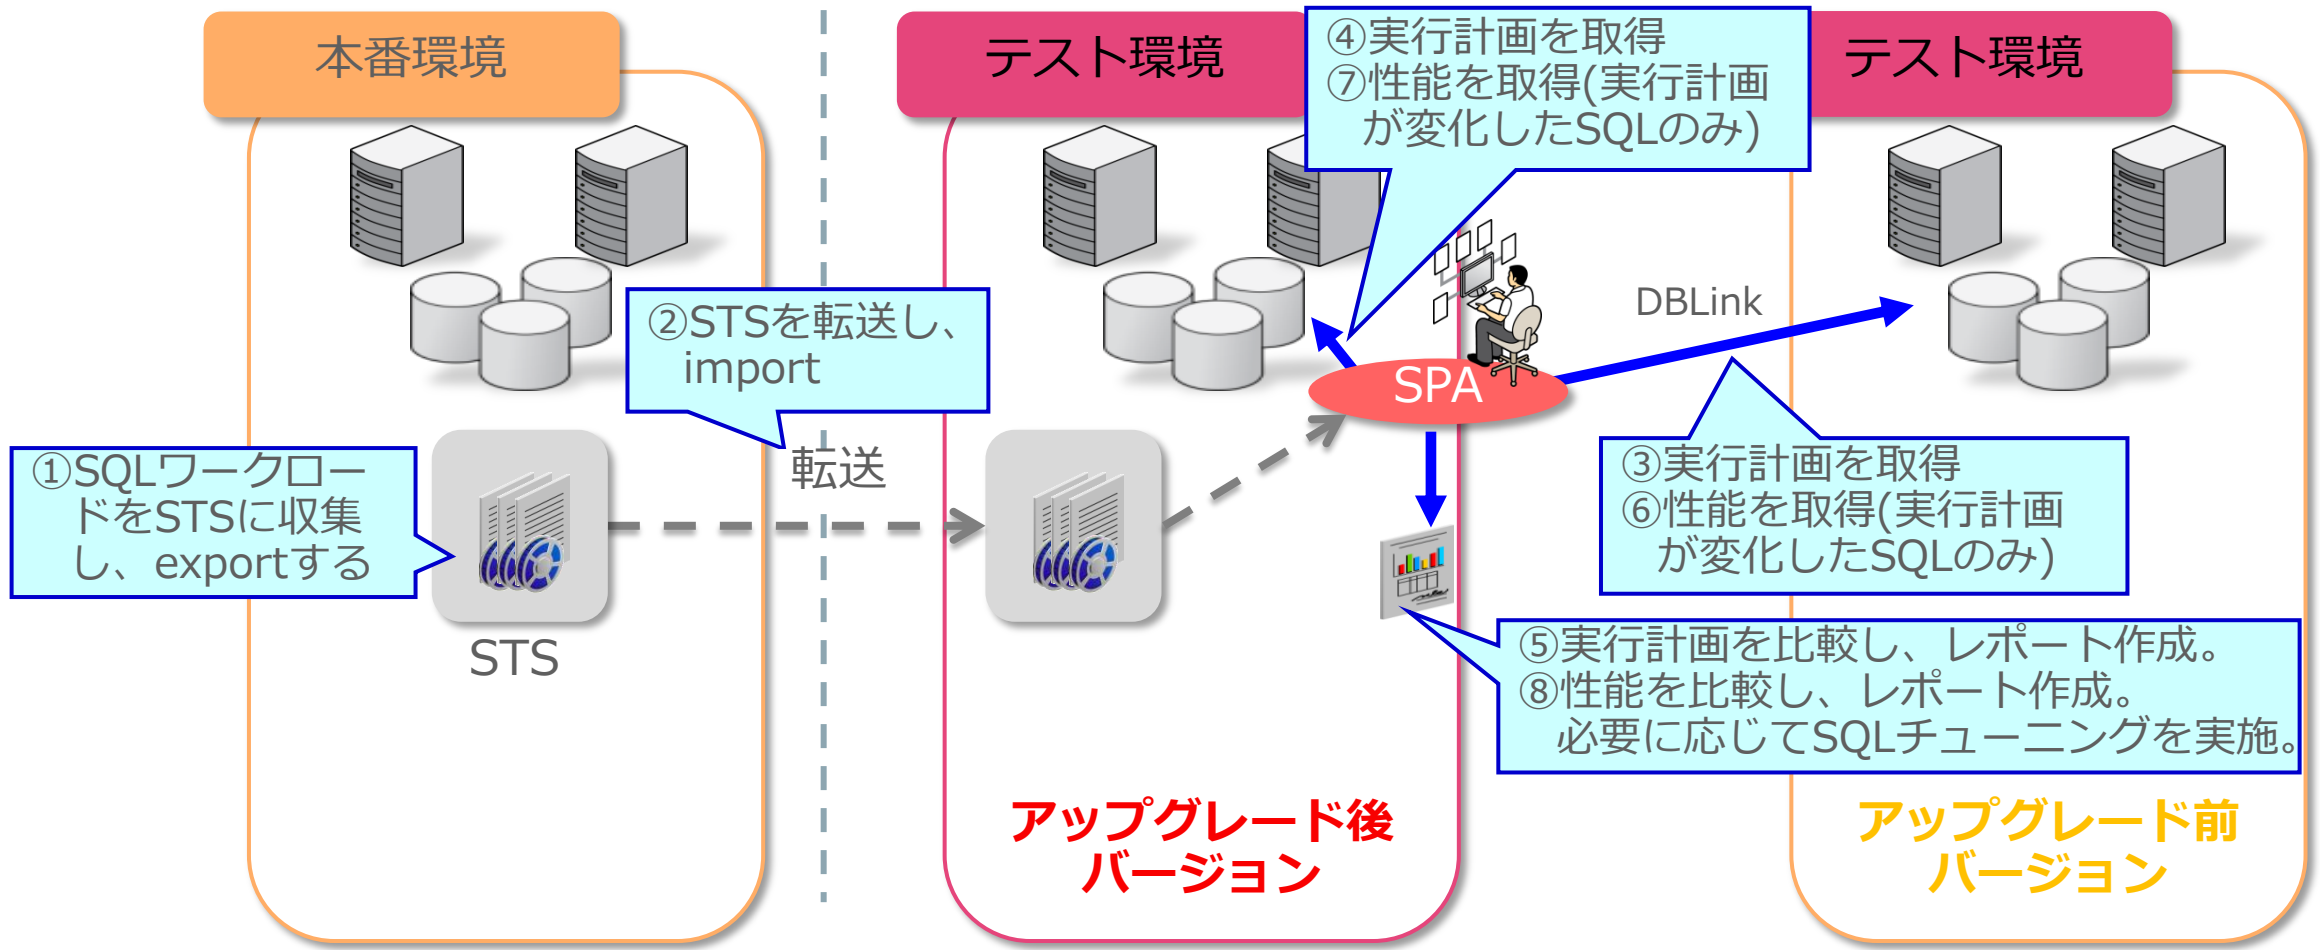 本番環境
テスト環境
④実行計画を取得
⑦性能を取得(実行計画
が変化したSQLのみ)
テスト環境
②STSを転送し、
import
DBLink
SPA
①SQLワークロー
ドをSTSに収集
し、exportする
転送
③実行計画を取得
⑥性能を取得(実行計画
が変化したSQLのみ)
STS
⑤実行計画を比較し、レポート作成。
⑧性能を比較し、レポート作成。
必要に応じてSQLチューニングを実施。
アップグレード後
バージョン
アップグレード前
バージョン